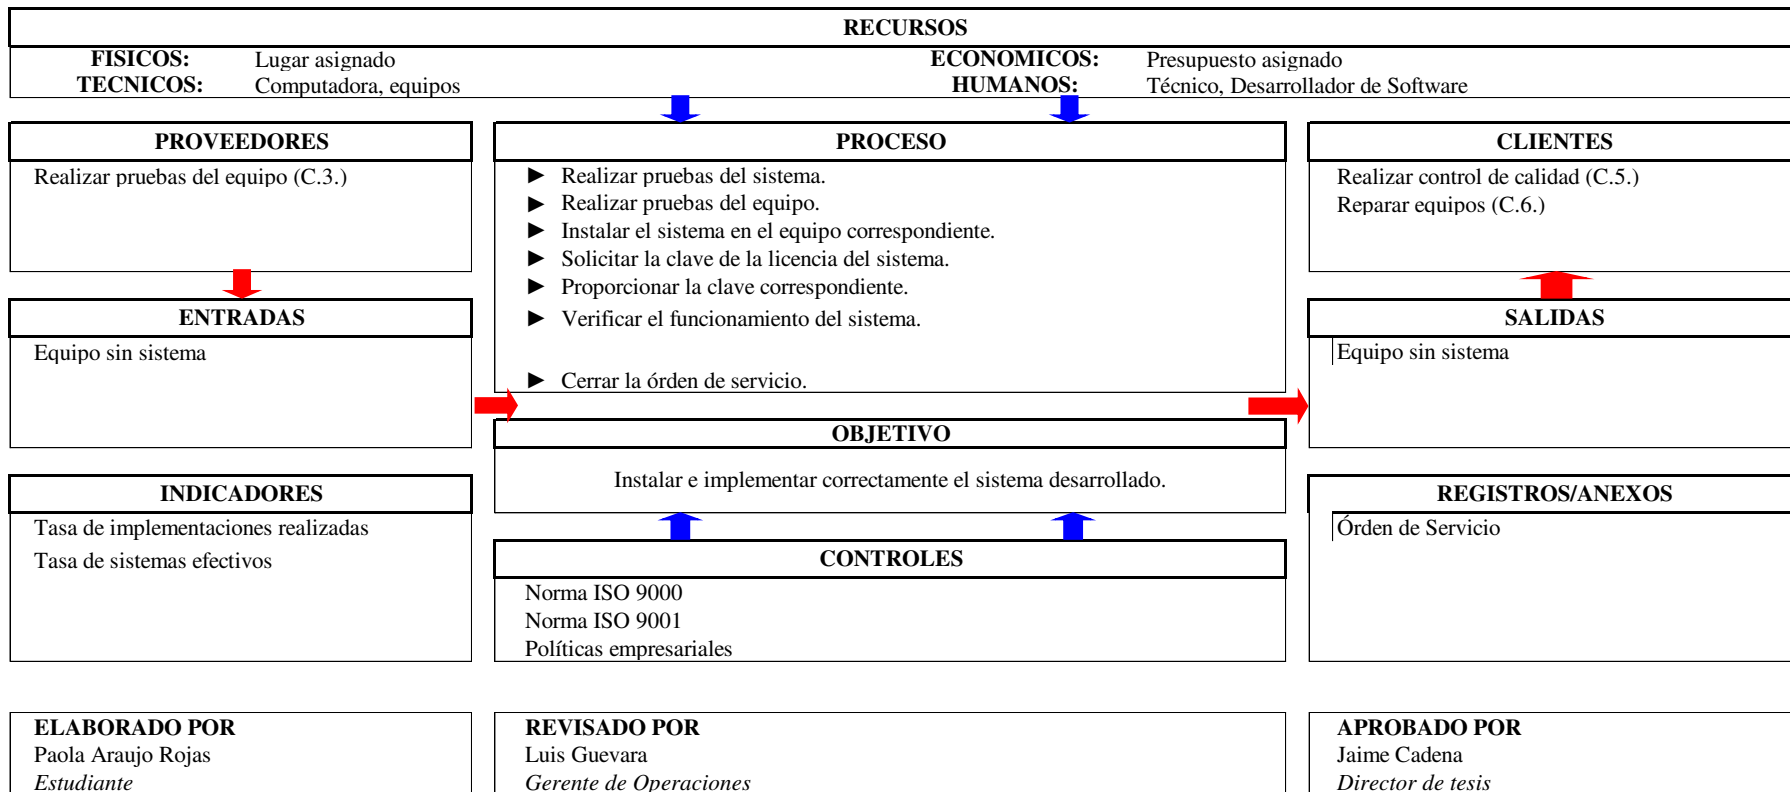 RECURSOS
FISICOS: Lugar asignado ECONOMICOS: Presupuesto asignado
TECNICOS: Computadora, equipos HUMANOS: Técnico, Desarrollador de Software
PROVEEDORES
Realizar pruebas del equipo (C.3.)
ENTRADAS
Equipo sin sistema
INDICADORES
Tasa de implementaciones realizadas
Tasa de sistemas efectivos
PROCESO
► Realizar pruebas del sistema.
► Realizar pruebas del equipo.
► Instalar el sistema en el equipo correspondiente.
► Solicitar la clave de la licencia del sistema.
► Proporcionar la clave correspondiente.
► Verificar el funcionamiento del sistema.
► Cerrar la órden de servicio.
OBJETIVO
Instalar e implementar correctamente el sistema desarrollado.
CONTROLES
Norma ISO 9000
Norma ISO 9001
Políticas empresariales
CLIENTES
Realizar control de calidad (C.5.)
Reparar equipos (C.6.)
SALIDAS
Equipo sin sistema
REGISTROS/ANEXOS
Órden de Servicio
ELABORADO POR
Paola Araujo Rojas
Estudiante
REVISADO POR
Luis Guevara
Gerente de Operaciones
APROBADO POR
Jaime Cadena
Director de tesis